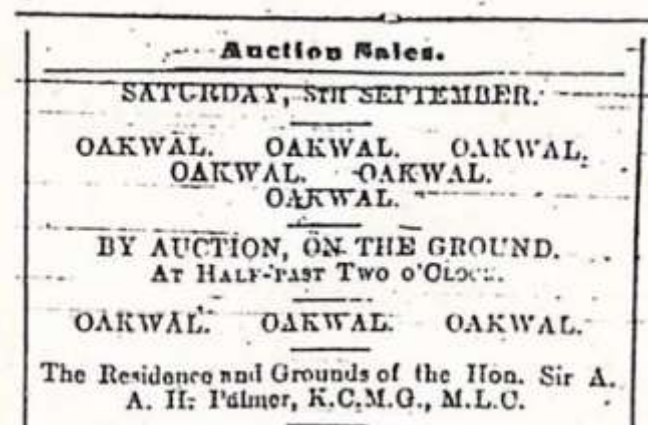 Auction Sales.
SATURDAY, 8TH SEPTEMBER.
OAKWAL. OAKWAL. OAKWAL.
OAKWAL. OAKWAL.
OAKWAL.
BY AUCTION, ON THE GROUND.
AT HALF-PAST TWO O'CLOCK.
OAKWAL. OAKWAL. OAKWAL.
The Residence and Grounds of the Hon. Sir A.
A. H. Palmer, K.C.M.G., M.L.C.